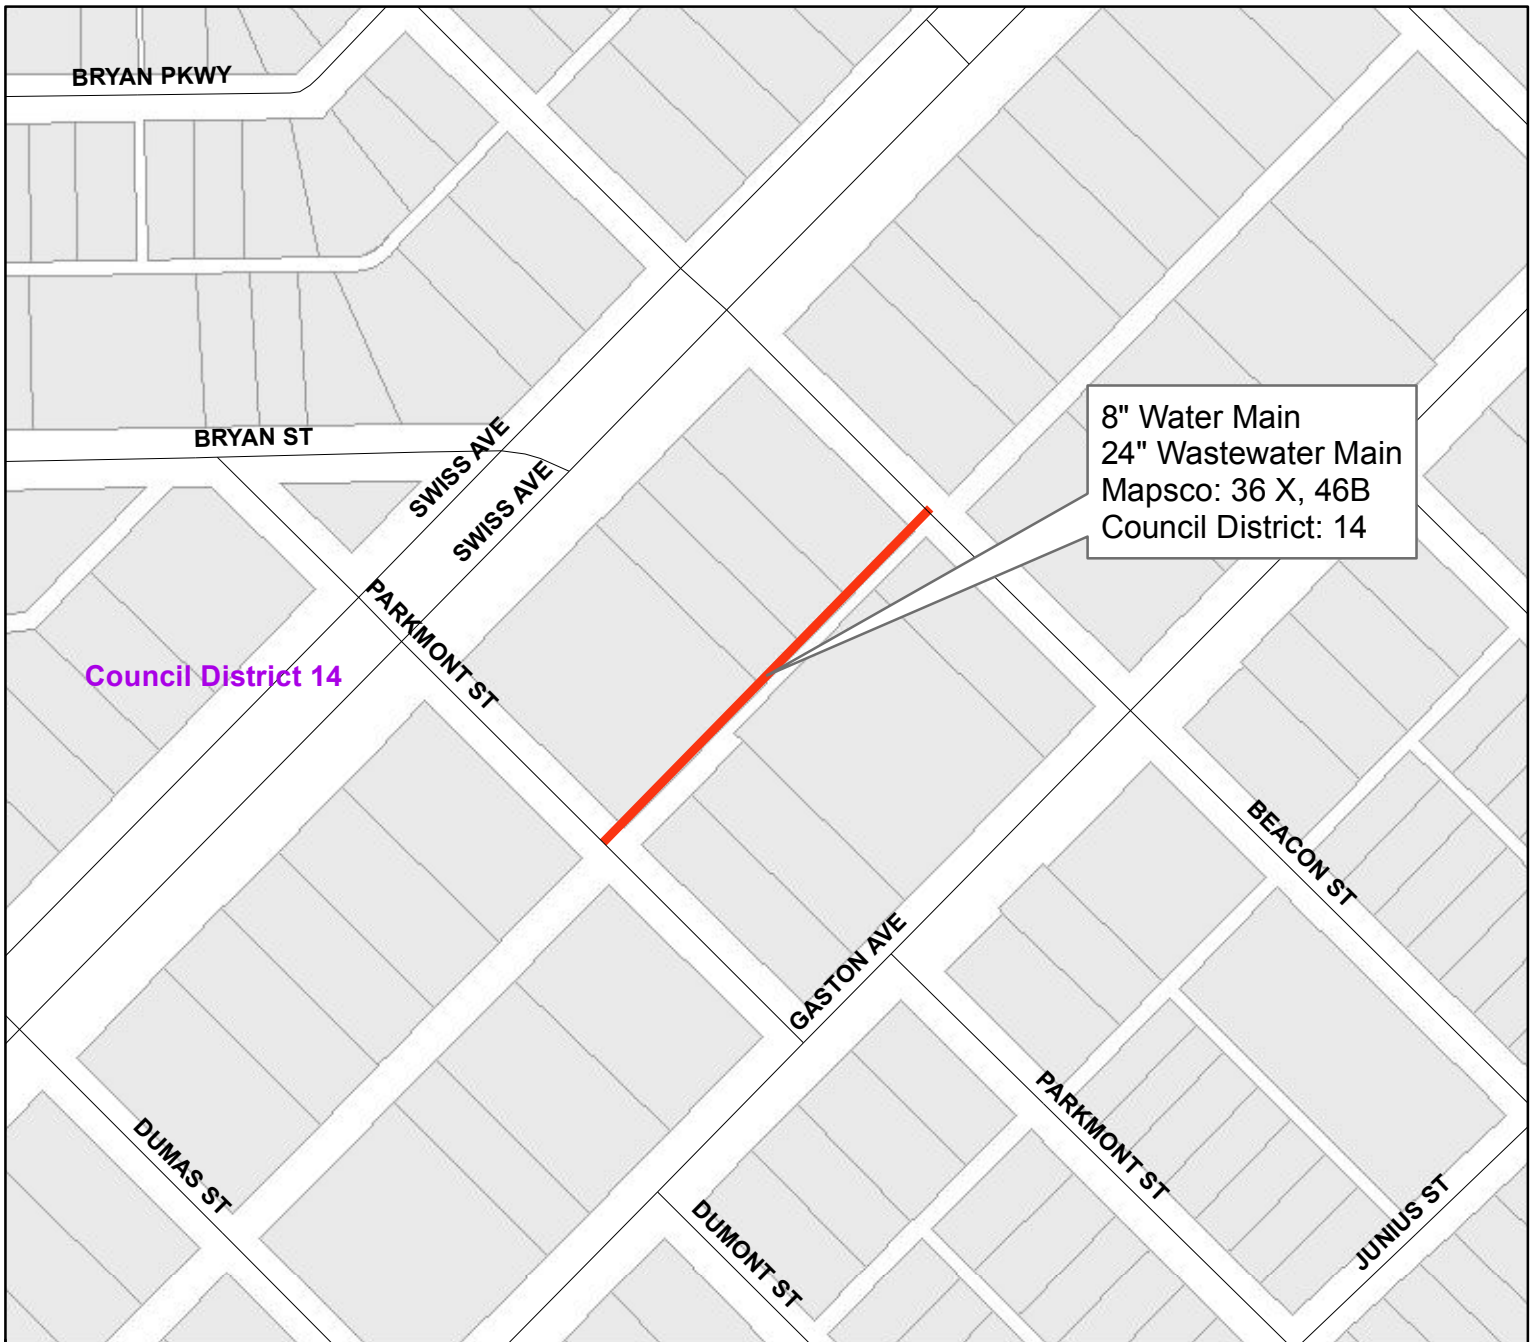 BRYAN PKWY
8" Water Main
24" Wastewater Main
Mapsco: 36 X, 46B
Council District: 14
BRYAN ST
SWISS AVE
SWISS AVE
PARKMONT ST
Council District 14
BEACON ST
GASTON AVE
PARKMONT ST
DUMAS ST
DUMONT ST
JUNIUS ST